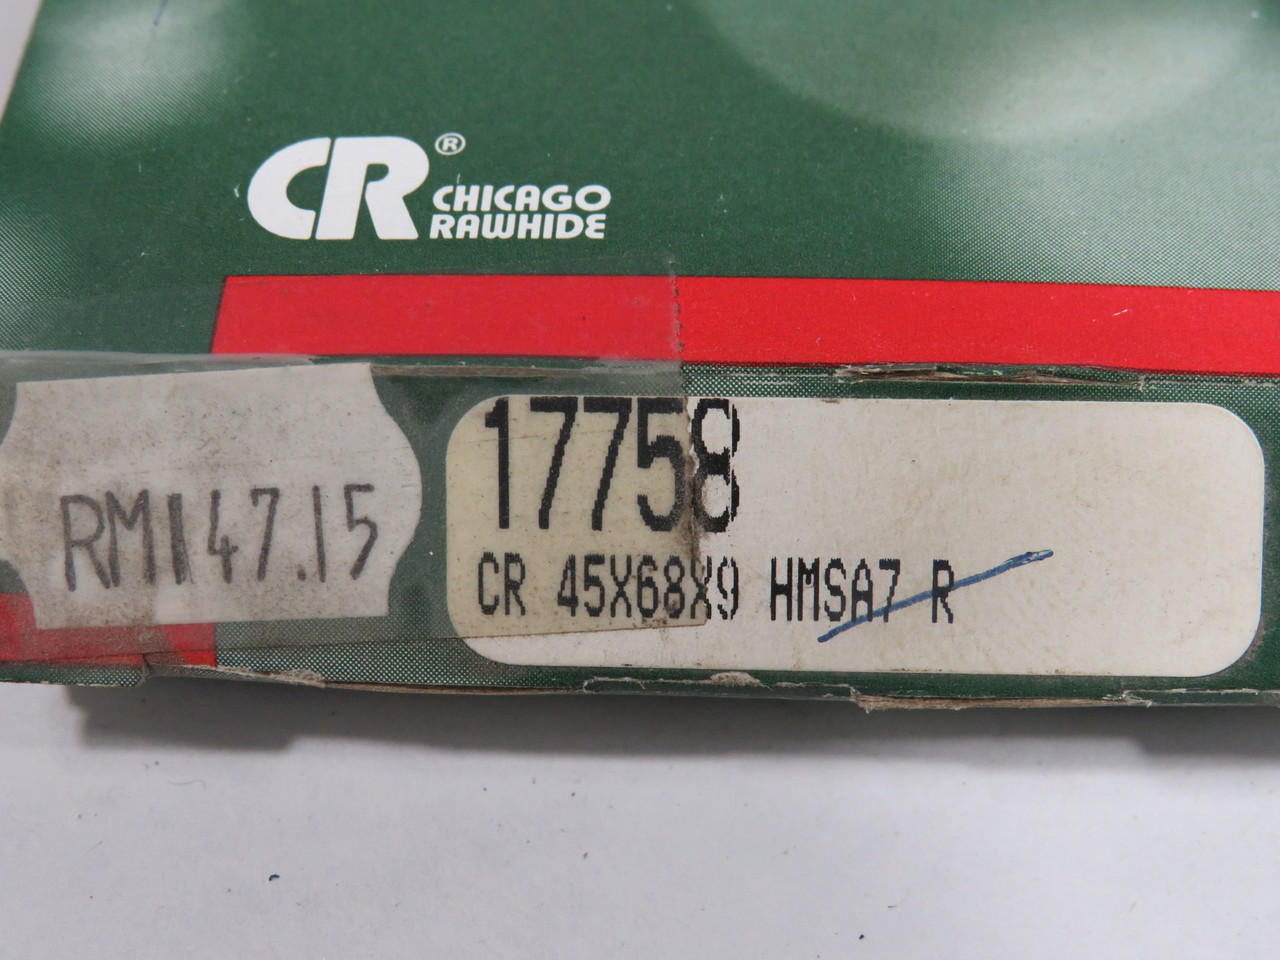 CR®
CHICAGO
RAWHIDE
RM147.15
17758
CR 45X68X9 HMSA7 R